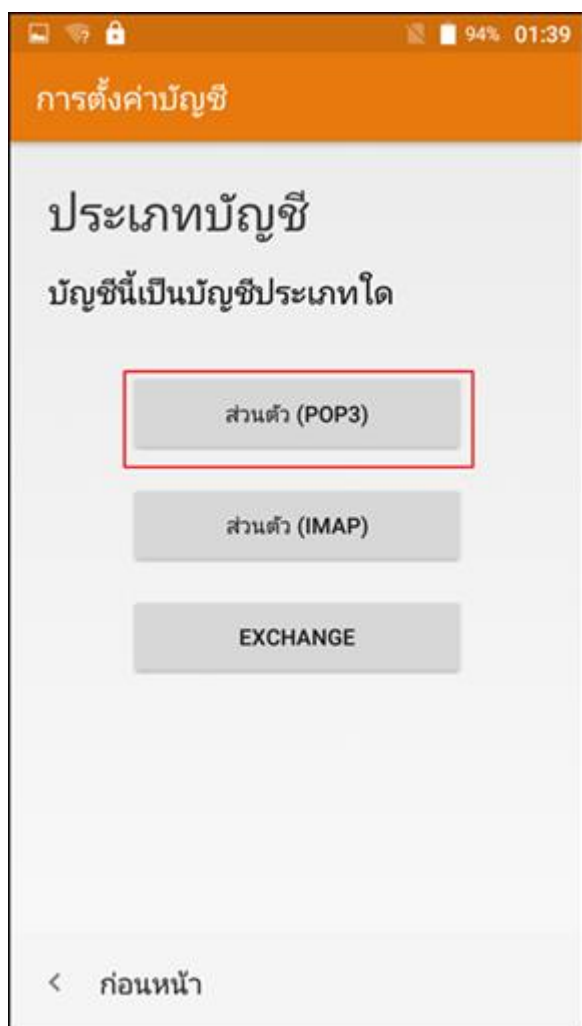 94% 01:39
การตั้งค่าบัญชี
ประเภทบัญชี
บัญชีนี้เป็นบัญชีประเภทใด
ส่วนตัว (POP3)
ส่วนตัว (IMAP)
EXCHANGE
< ก่อนหน้า